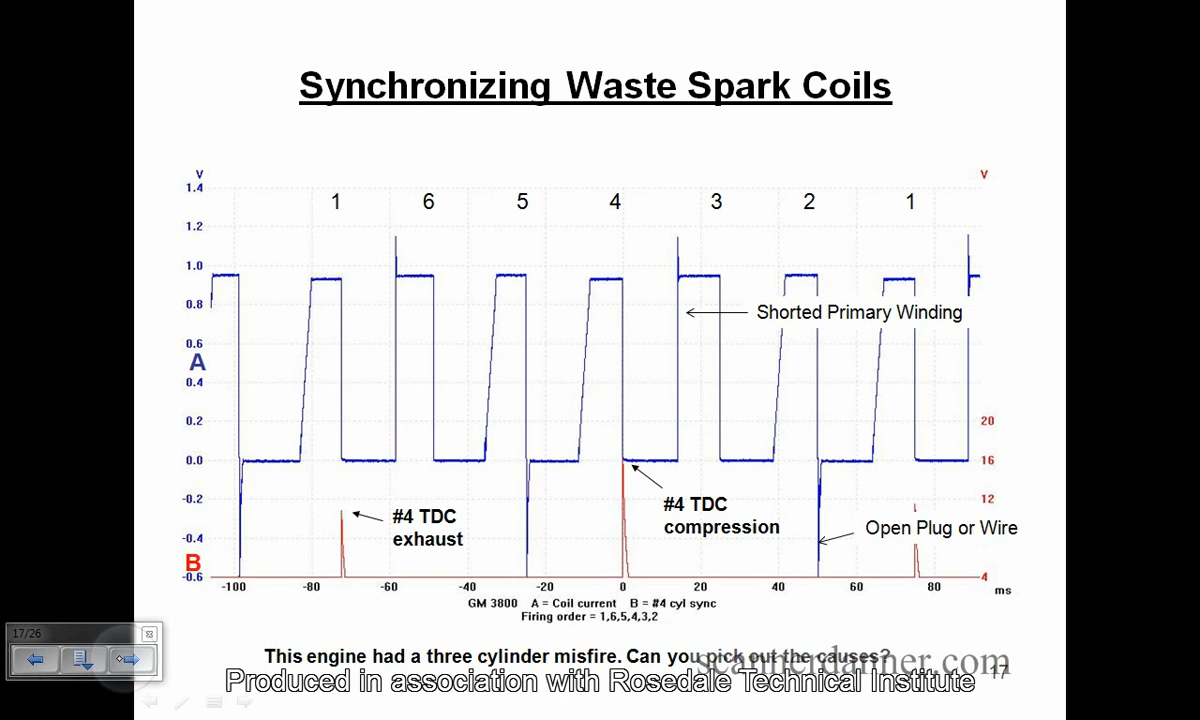 Synchronizing Waste Spark Coils
V
V
1.4
1 6 5 4 3 2 1
1.2
1.0
0.8
Shorted Primary Winding
0.6
A
0.4
0.2
20
0.0
16
#4 TDC
compression
-0.2
12
#4 TDC
exhaust
Open Plug or Wire
-0.4
B
-0.6
4
-100 -80 -60 -40 -20 0 20 40 60 80 ms
GM 3800 A = Coil current B = #4 cyl sync
Firing order = 1,6,5,4,3,2
17/26
This engine had a three cylinder misfire. Can you pick out the causes?
scannerdanner.com
17
Produced in association with Rosedale Technical Institute